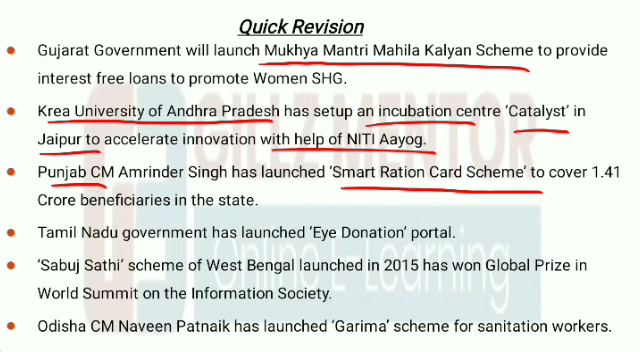 Quick Revision
Gujarat Government will launch Mukhya Mantri Mahila Kalyan Scheme to provide
interest free loans to promote Women SHG.
Krea University of Andhra Pradesh has setup an incubation centre ‘Catalyst’ in
Jaipur to accelerate innovation with help of NITI Aayog.
Punjab CM Amrinder Singh has launched ‘Smart Ration Card Scheme’ to cover 1.41
Crore beneficiaries in the state.
Tamil Nadu government has launched ‘Eye Donation’ portal.
‘Sabuj Sathi’ scheme of West Bengal launched in 2015 has won Global Prize in
World Summit on the Information Society.
Odisha CM Naveen Patnaik has launched ‘Garima’ scheme for sanitation workers.
GILLZ MENTOR
Online E-Learning